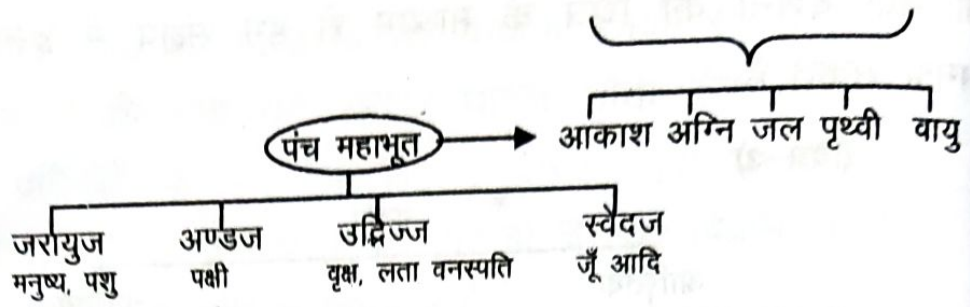 आकाश अग्नि जल पृथ्वी वायु
पंच महाभूत
जरायुज अण्डज उद्भिज्ज स्वैदज
मनुष्य, पशु पक्षी वृक्ष, लता वनस्पति जूँ आदि